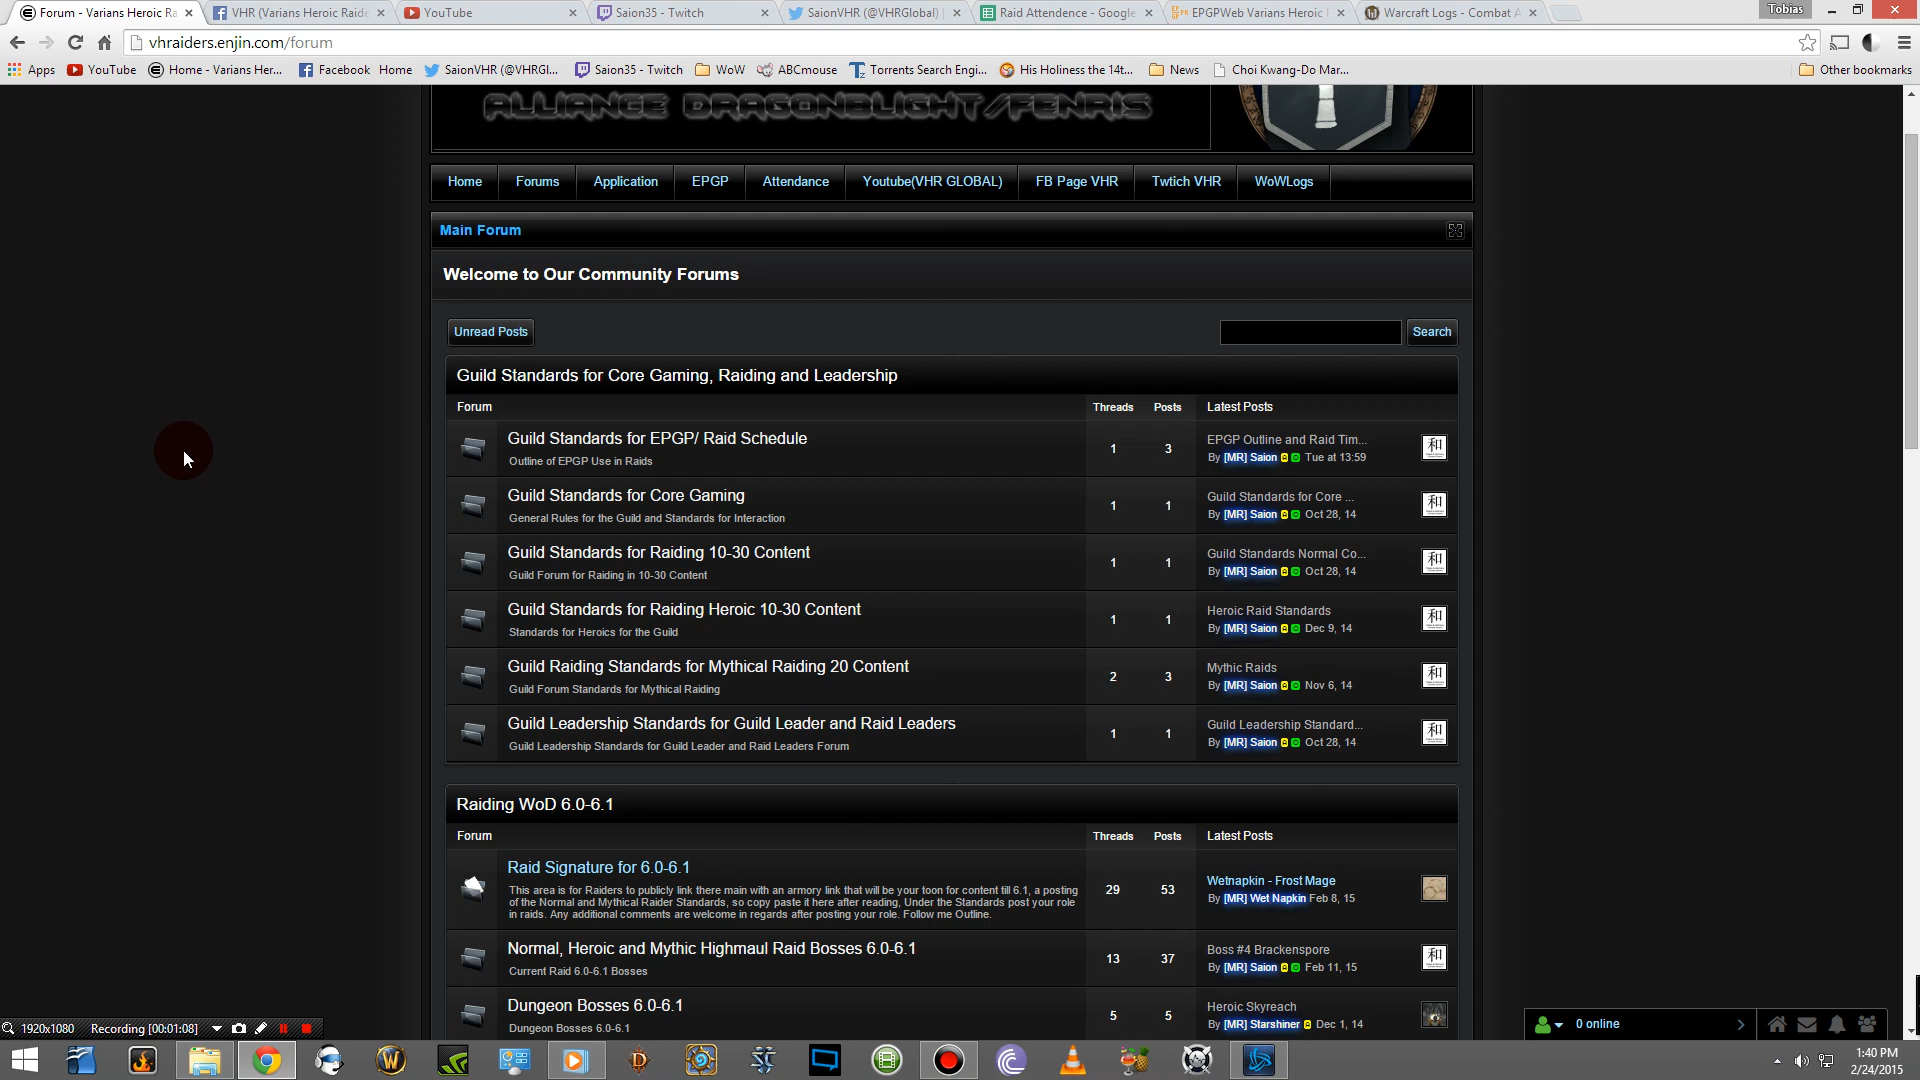 Forum - Varians Heroic Ra
VHR (Varians Heroic Raide
YouTube
Saion35 - Twitch
SaionVHR (@VHRGlobal)
Raid Attendence - Google
EPGPWeb Varians Heroic
Warcraft Logs - Combat A
Tobias
vhraiders.enjin.com/forum
Apps
YouTube
Home - Varians Her...
Facebook
Home
SaionVHR (@VHRGl...
Saion35 - Twitch
WoW
ABCmouse
Torrents Search Engi...
His Holiness the 14t...
News
Choi Kwang-Do Mar...
Other bookmarks
ALLIANCE DRAGONBLIGHT/FENRIS
Home
Forums
Application
EPGP
Attendance
Youtube(VHR GLOBAL)
FB Page VHR
Twtich VHR
WoWLogs
Main Forum
Welcome to Our Community Forums
Unread Posts
Search
Guild Standards for Core Gaming, Raiding and Leadership
Forum
Threads
Posts
Latest Posts
Guild Standards for EPGP/ Raid Schedule
Outline of EPGP Use in Raids
1
3
EPGP Outline and Raid Tim...
By [MR] Saion A O Tue at 13:59
和
Guild Standards for Core Gaming
General Rules for the Guild and Standards for Interaction
1
1
Guild Standards for Core ...
By [MR] Saion A O Oct 28, 14
和
Guild Standards for Raiding 10-30 Content
Guild Forum for Raiding in 10-30 Content
1
1
Guild Standards Normal Co...
By [MR] Saion A O Oct 28, 14
和
Guild Standards for Raiding Heroic 10-30 Content
Standards for Heroics for the Guild
1
1
Heroic Raid Standards
By [MR] Saion A O Dec 9, 14
和
Guild Raiding Standards for Mythical Raiding 20 Content
Guild Forum Standards for Mythical Raiding
2
3
Mythic Raids
By [MR] Saion A O Nov 6, 14
和
Guild Leadership Standards for Guild Leader and Raid Leaders
Guild Leadership Standards for Guild Leader and Raid Leaders Forum
1
1
Guild Leadership Standard...
By [MR] Saion A O Oct 28, 14
和
Raiding WoD 6.0-6.1
Forum
Threads
Posts
Latest Posts
Raid Signature for 6.0-6.1
This area is for Raiders to publicly link there main with an armory link that will be your toon for content till 6.1, a posting
of the Normal and Mythical Raider Standards, so copy paste it here after reading, Under the Standards post your role
in raids. Any additional comments are welcome in regards after posting your role. Follow me Outline.
29
53
Wetnapkin - Frost Mage
By [MR] Wet Napkin Feb 8, 15
Normal, Heroic and Mythic Highmaul Raid Bosses 6.0-6.1
Current Raid 6.0-6.1 Bosses
13
37
Boss #4 Brackenspore
By [MR] Saion A O Feb 11, 15
和
Dungeon Bosses 6.0-6.1
Dungeon Bosses 6.0-6.1
5
5
Heroic Skyreach
By [MR] Starshiner A Dec 1, 14
1920x1080
Recording [00:01:08]
0 online
1:40 PM
2/24/2015